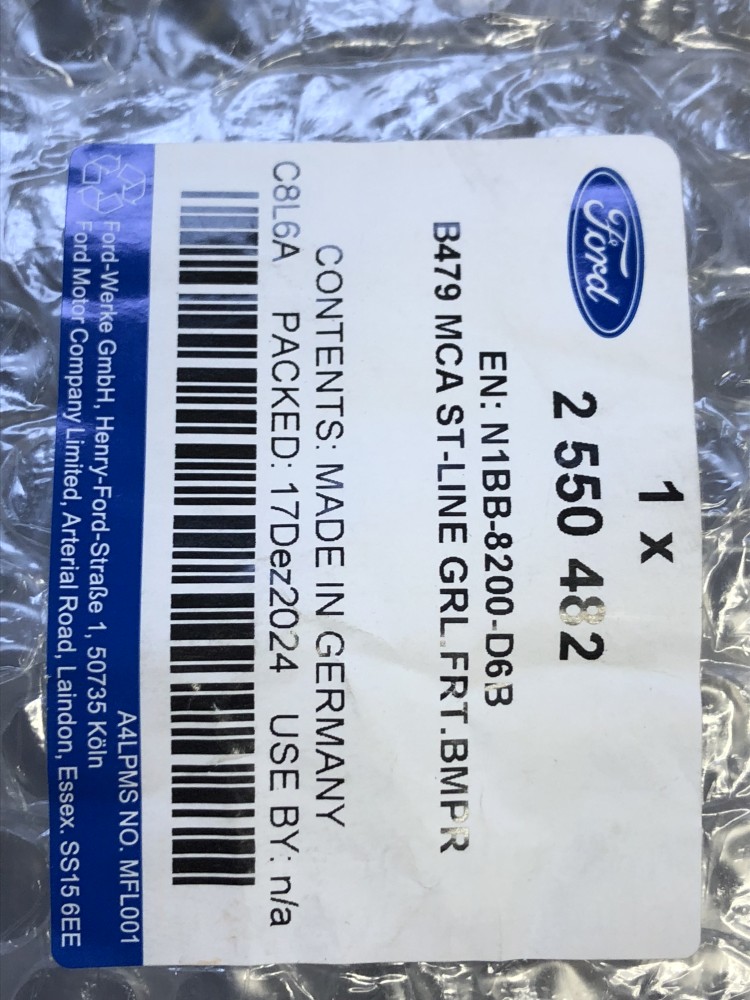 Ford
1 x
2 550 482
EN: N1BB-8200-D6B
B479 MCA ST-LINE GRL.FRT.BMPR
CONTENTS: MADE IN GERMANY
C8L6A PACKED: 17Dez2024 USE BY: n/a
A4LPMS NO. MFL001
Ford-Werke GmbH, Henry-Ford-Straße 1, 50735 Köln
Ford Motor Company Limited, Arterial Road, Laindon, Essex. SS15 6EE